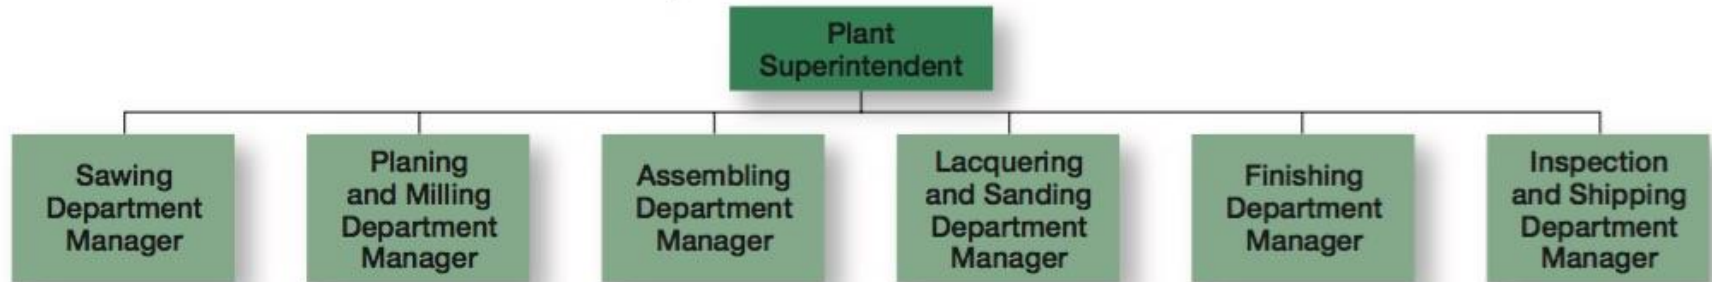 Plant
Superintendent
Sawing
Department
Manager
Planing
and Milling
Department
Manager
Assembling
Department
Manager
Lacquering
and Sanding
Department
Manager
Finishing
Department
Manager
Inspection
and Shipping
Department
Manager